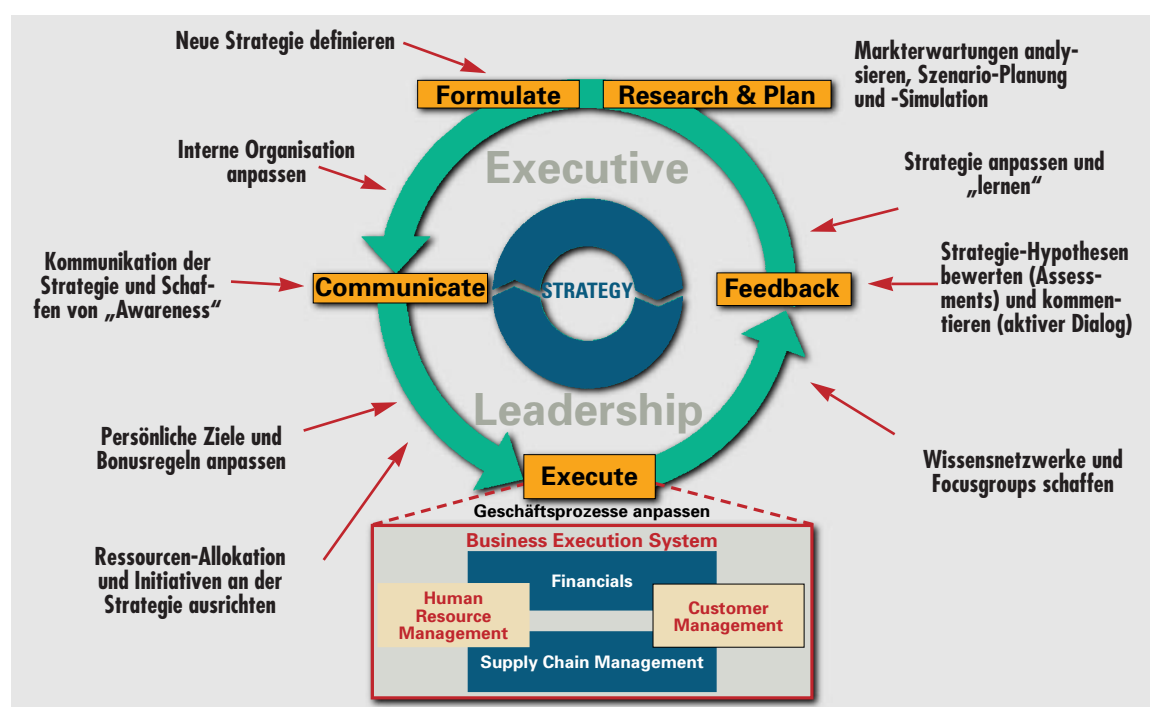 Neue Strategie definieren
Formulate
Research & Plan
Markterwartungen analy-
sieren, Szenario-Planung
und -Simulation
Interne Organisation
anpassen
Executive
Strategie anpassen und
„lernen“
Kommunikation der
Strategie und Schaf-
fen von „Awareness“
Communicate
STRATEGY
Feedback
Strategie-Hypothesen
bewerten (Assess-
ments) und kommen-
tieren (aktiver Dialog)
Leadership
Persönliche Ziele und
Bonusregeln anpassen
Execute
Wissensnetzwerke und
Focusgroups schaffen
Geschäftsprozesse anpassen
Ressourcen-Allokation
und Initiativen an der
Strategie ausrichten
Business Execution System
Financials
Human
Resource
Management
Customer
Management
Supply Chain Management